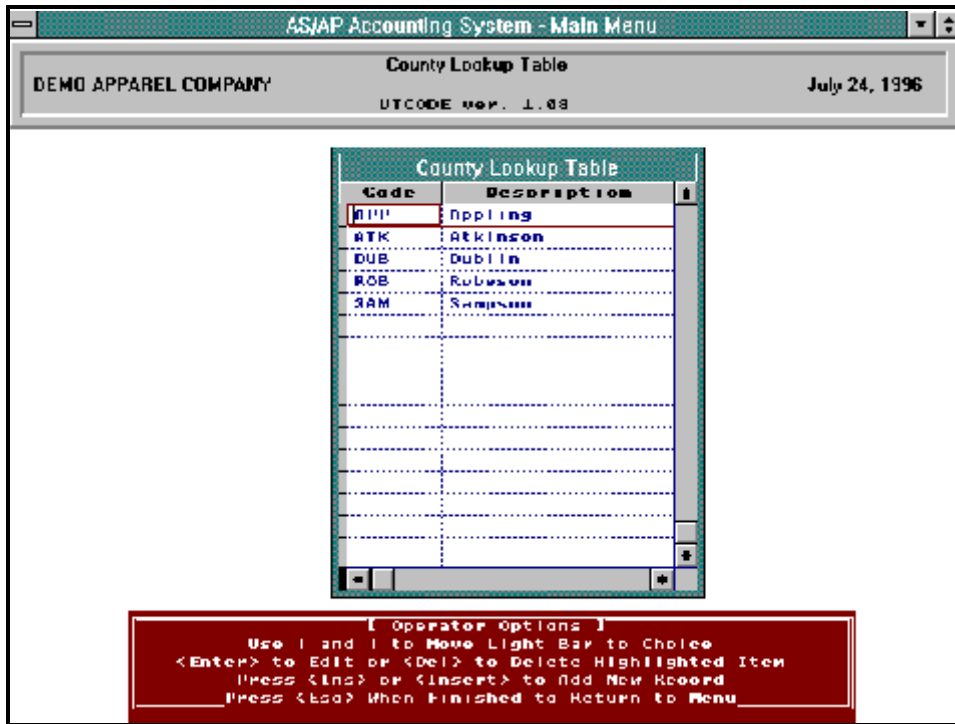 AS/AP Accounting System - Main Menu
County Lookup Table
DEMO APPAREL COMPANY
July 24, 1996
UTCODE ver. 1.08
County Lookup Table
Code Description
APP Appling
ATK Atkinson
DUB Dublin
ROB Robeson
SAM Sampson
[ Operator Options ]
Use and to Move Light Bar to Choice
<Enter> to Edit or <Del> to Delete Highlighted Item
Press <Ins> or <Insert> to Add New Record
Press <Esc> When Finished to Return to Menu